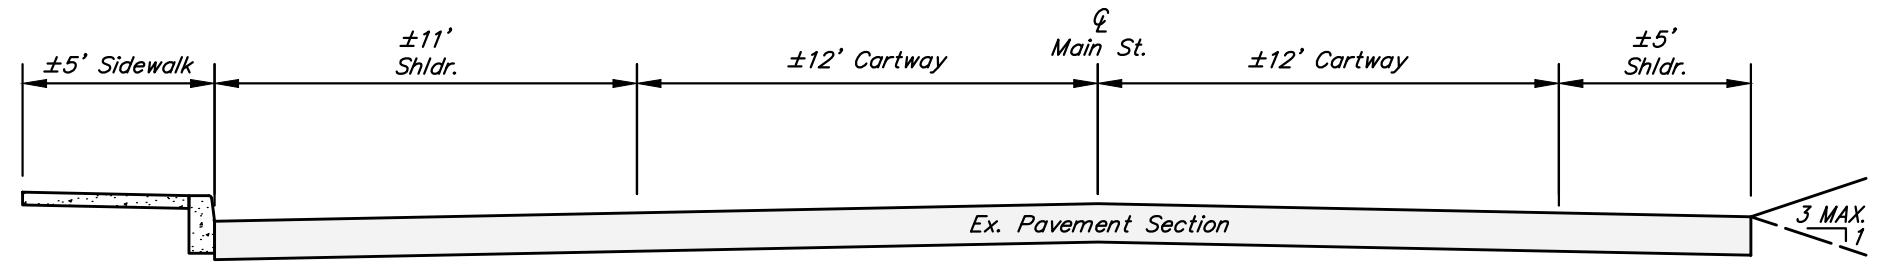 ±5' Sidewalk
±11'
Shldr.
±12' Cartway
℄
Main St.
±12' Cartway
±5'
Shldr.
Ex. Pavement Section
3 MAX.
1